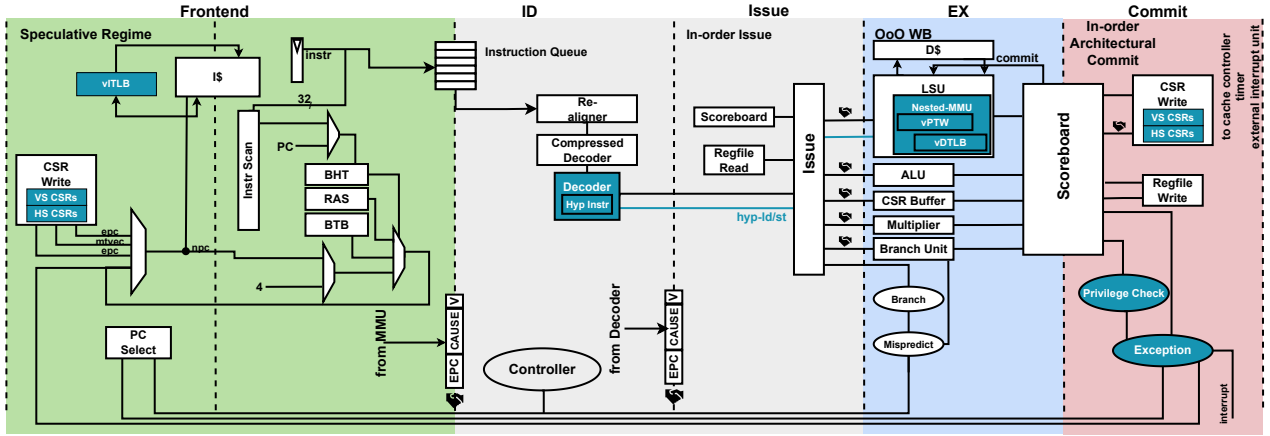 Frontend
ID
Issue
EX
Commit
Speculative Regime
vITLB
I$
instr
32
Instr Scan
PC
BHT
RAS
BTB
CSR
Write
VS CSRs
HS CSRs
epc
mtvec
epc
npc
4
PC
Select
from MMU
EPC
CAUSE
V
Instruction Queue
Re-
aligner
Compressed
Decoder
Decoder
Hyp Instr
hyp-ld/st
Controller
from Decoder
EPC
CAUSE
V
In-order Issue
Scoreboard
Regfile
Read
Issue
OoO WB
D$
commit
LSU
Nested-MMU
vPTW
vDTLB
ALU
CSR Buffer
Multiplier
Branch Unit
Branch
Mispredict
Scoreboard
In-order
Architectural
Commit
CSR
Write
VS CSRs
HS CSRs
to cache controller
timer
external interrupt unit
Regfile
Write
Privilege Check
Exception
interrupt